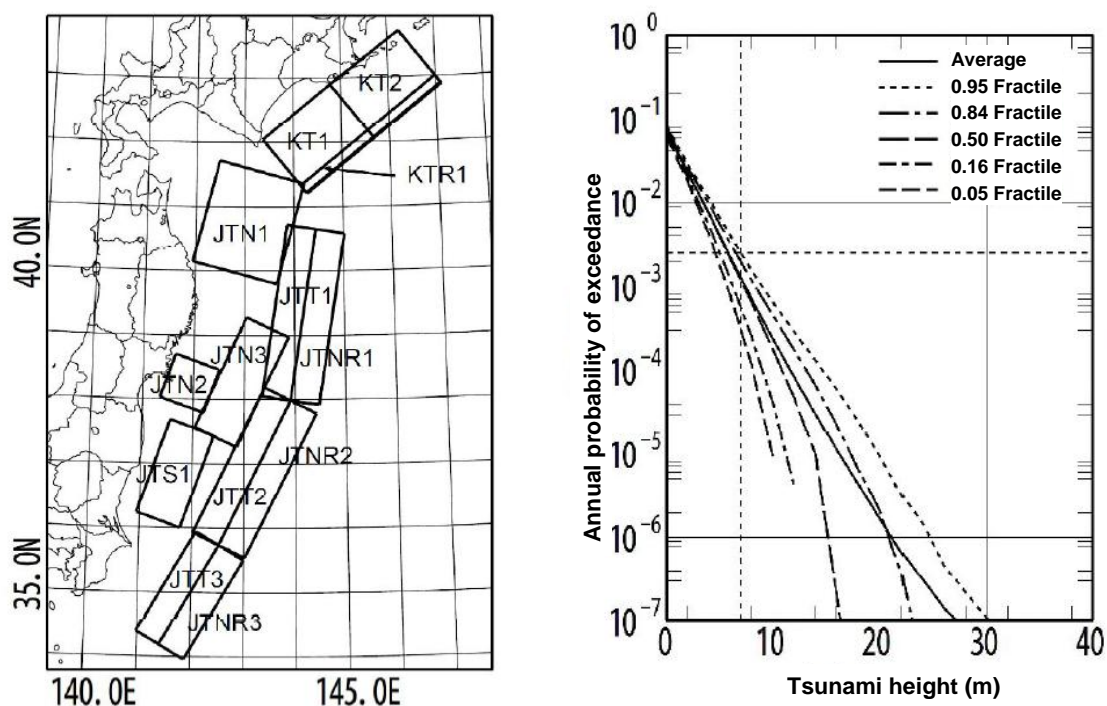 KT2
KT1
KTR1
JTN1
JTT1
JTN3
JTNR1
JTN2
JTNR2
JTS1
JTT2
JTT3
JTNR3
40.0N
35.0N
140.0E
145.0E
Annual probability of exceedance
10⁰
10⁻¹
10⁻²
10⁻³
10⁻⁴
10⁻⁵
10⁻⁶
10⁻⁷
Average
0.95 Fractile
0.84 Fractile
0.50 Fractile
0.16 Fractile
0.05 Fractile
0
10
20
30
40
Tsunami height (m)